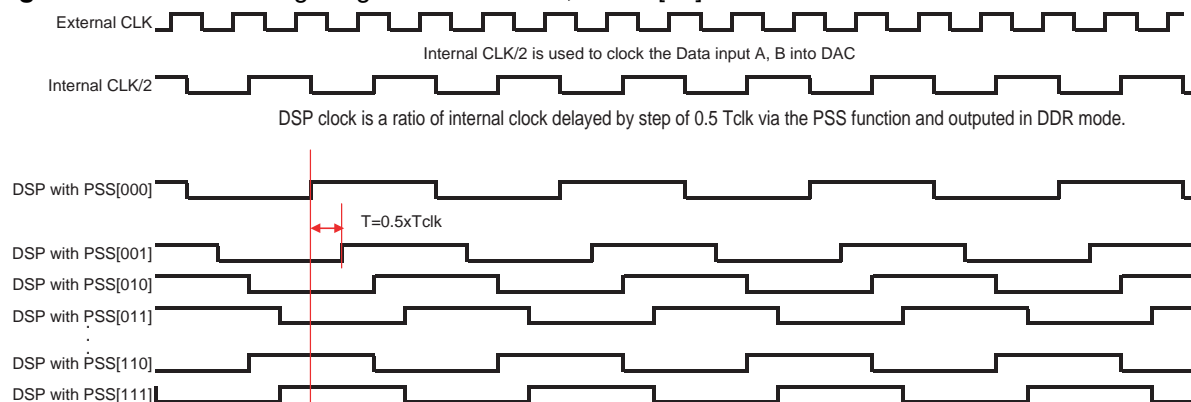 External CLK
Internal CLK/2 is used to clock the Data input A, B into DAC
Internal CLK/2
DSP clock is a ratio of internal clock delayed by step of 0.5 Tclk via the PSS function and outputed in DDR mode.
DSP with PSS[000]
T=0.5xTclk
DSP with PSS[001]
DSP with PSS[010]
DSP with PSS[011]
DSP with PSS[110]
DSP with PSS[111]